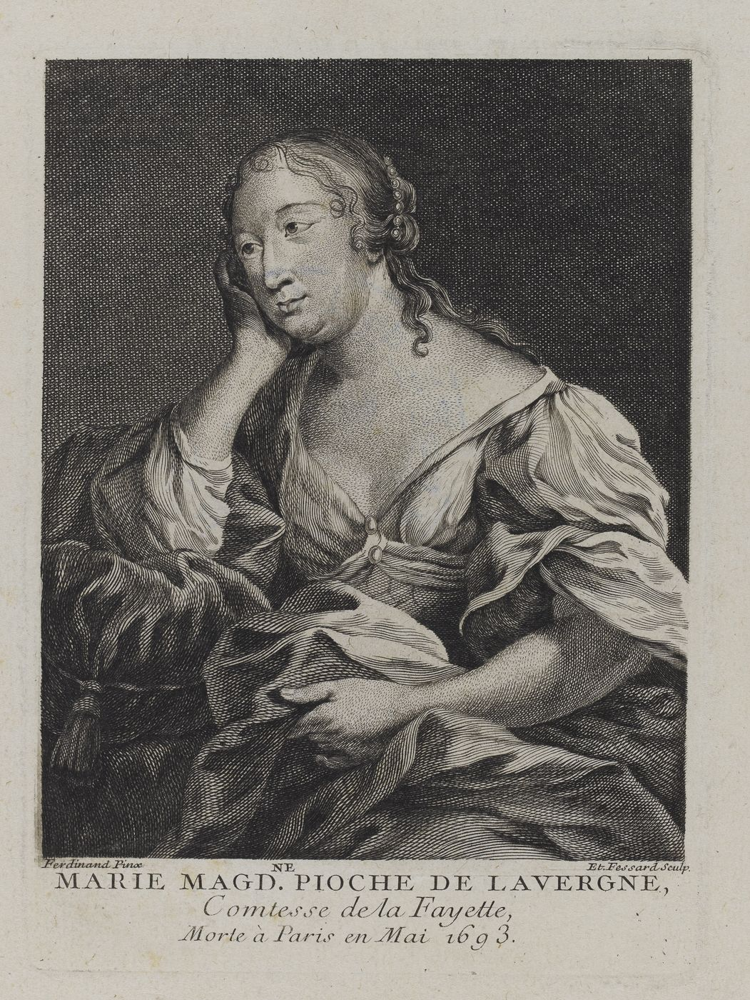 Ferdinand Pinx Et. Fessard Sculp.
MARIE MAGD.NE PIOCHE DE LAVERGNE,
Comtesse de la Fayette,
Morte à Paris en Mai 1693.